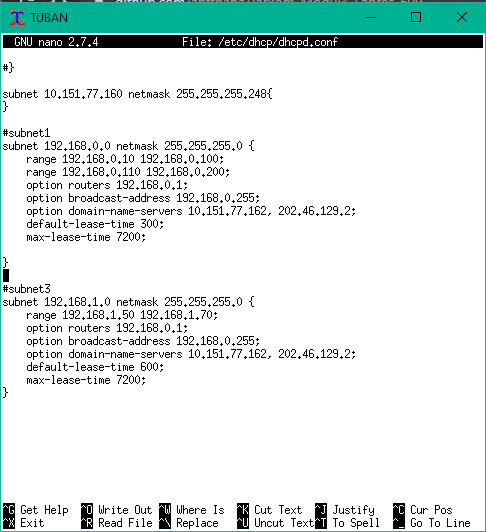 TUBAN
GNU nano 2.7.4 File: /etc/dhcp/dhcpd.conf
#}
subnet 10.151.77.160 netmask 255.255.255.248{
}
#subnet1
subnet 192.168.0.0 netmask 255.255.255.0 {
range 192.168.0.10 192.168.0.100;
range 192.168.0.110 192.168.0.200;
option routers 192.168.0.1;
option broadcast-address 192.168.0.255;
option domain-name-servers 10.151.77.162, 202.46.129.2;
default-lease-time 300;
max-lease-time 7200;
}
#subnet3
subnet 192.168.1.0 netmask 255.255.255.0 {
range 192.168.1.50 192.168.1.70;
option routers 192.168.0.1;
option broadcast-address 192.168.0.255;
option domain-name-servers 10.151.77.162, 202.46.129.2;
default-lease-time 600;
max-lease-time 7200;
}
^G Get Help ^O Write Out ^W Where Is ^K Cut Text ^J Justify ^C Cur Pos
^X Exit ^R Read File ^\ Replace ^U Uncut Text ^T To Spell ^_ Go To Line